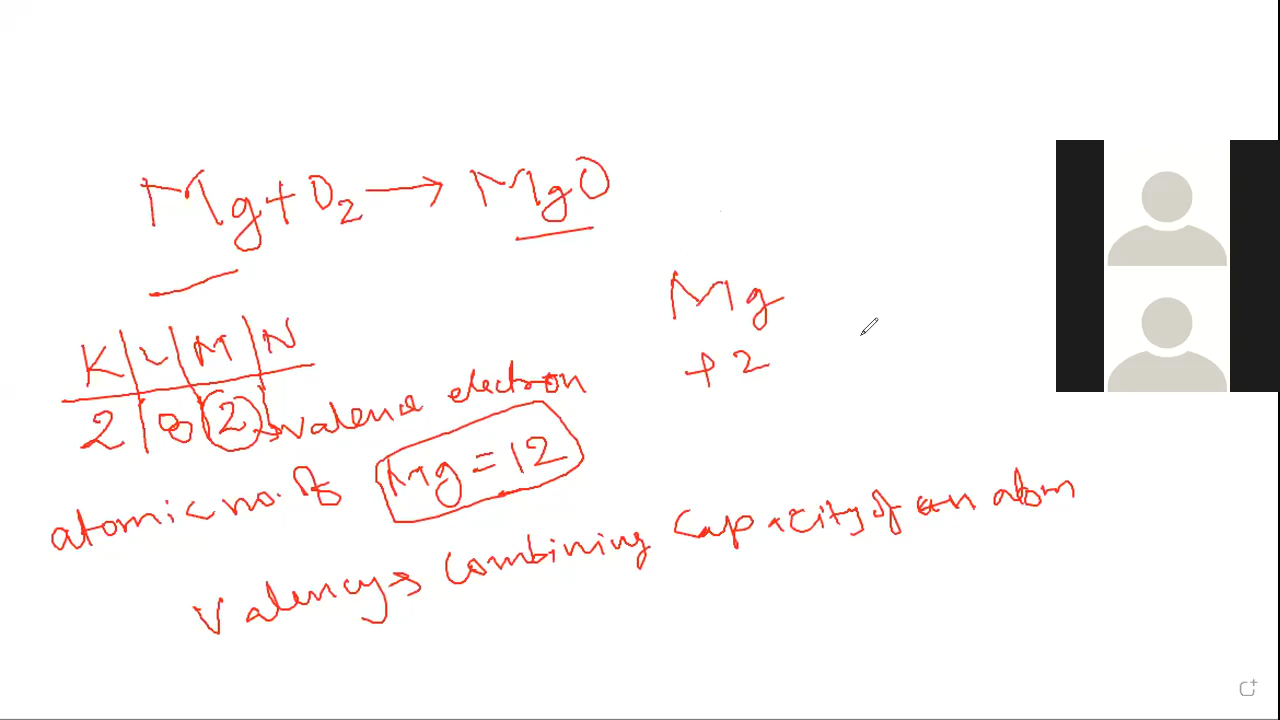 Mg + O2 → MgO
Mg
+2
K L M N
2 8 2 → valence electron
atomic no. of Mg = 12
Valency → Combining Capacity of an atom